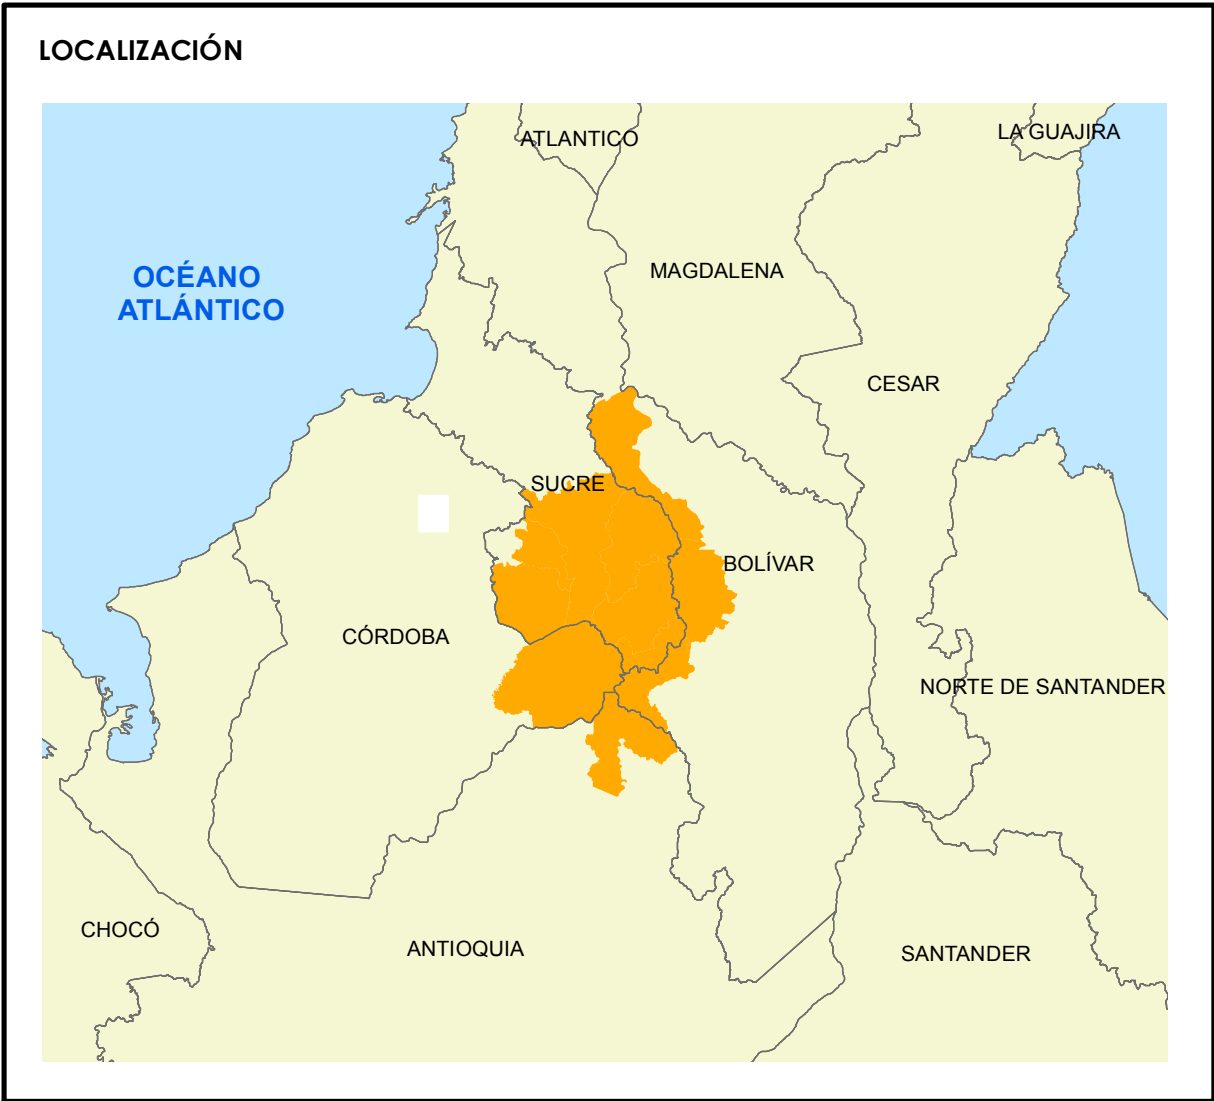 LOCALIZACIÓN
ATLANTICO
LA GUAJIRA
MAGDALENA
OCÉANO
ATLÁNTICO
CESAR
SUCRE
BOLÍVAR
CÓRDOBA
NORTE DE SANTANDER
CHOCÓ
ANTIOQUIA
SANTANDER